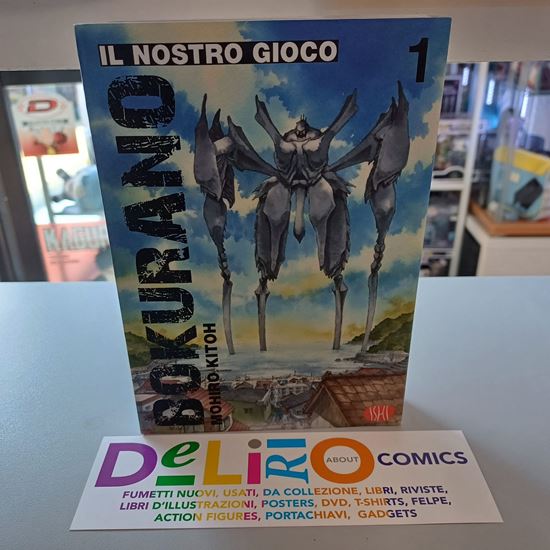 IL NOSTRO GIOCO
1
BOKURANO
MOHIRO KITOH
ISHI
DELiRIO ABOUT COMICS
FUMETTI NUOVI, USATI, DA COLLEZIONE, LIBRI, RIVISTE,
LIBRI D'ILLUSTRAZIONI, POSTERS, DVD, T-SHIRTS, FELPE,
ACTION FIGURES, PORTACHIAVI, GADGETS